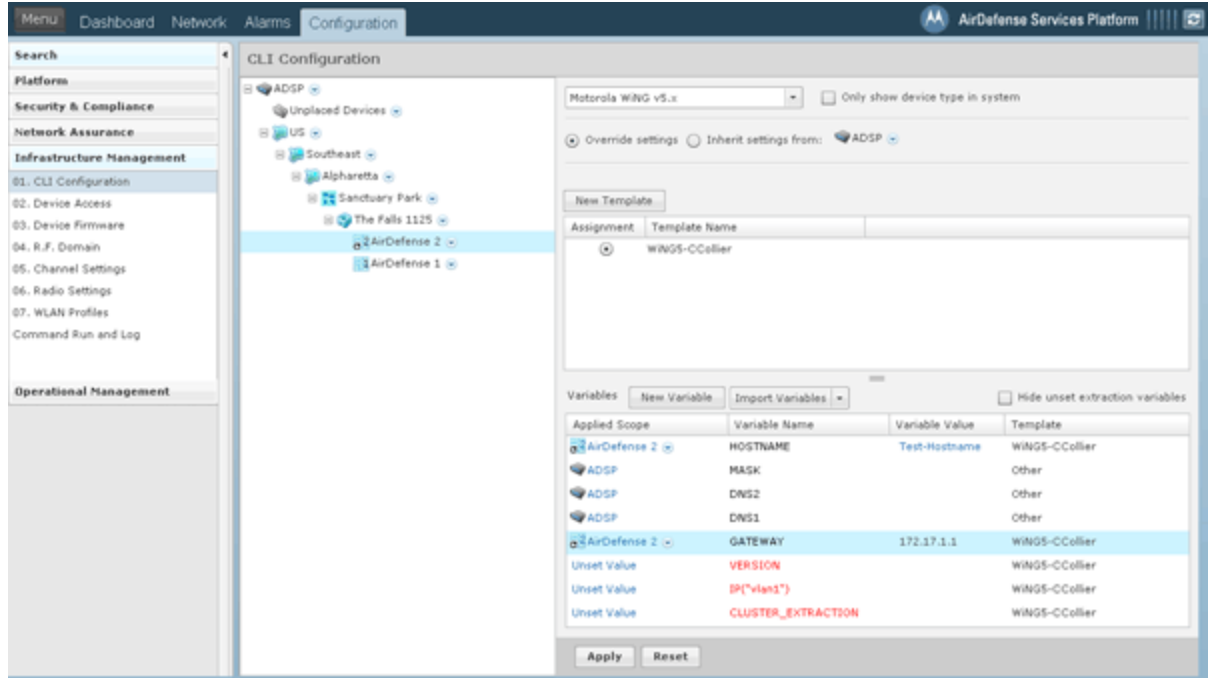 Menu Dashboard Network Alarms Configuration AirDefense Services Platform
Search
Platform
Security & Compliance
Network Assurance
Infrastructure Management
01. CLI Configuration
02. Device Access
03. Device Firmware
04. R.F. Domain
05. Channel Settings
06. Radio Settings
07. WLAN Profiles
Command Run and Log
Operational Management
CLI Configuration
ADSP
Unplaced Devices
US
Southeast
Alpharetta
Sanctuary Park
The Falls 1125
AirDefense 2
AirDefense 1
Motorola WiNG v5.x Only show device type in system
Override settings Inherit settings from: ADSP
New Template
Assignment Template Name
WiNG5-CCollier
Variables New Variable Import Variables Hide unset extraction variables
Applied Scope Variable Name Variable Value Template
AirDefense 2 HOSTNAME Test-Hostname WiNG5-CCollier
ADSP MASK Other
ADSP DNS2 Other
ADSP DNS1 Other
AirDefense 2 GATEWAY 172.17.1.1 WiNG5-CCollier
Unset Value VERSION WiNG5-CCollier
Unset Value IP("vlan1") WiNG5-CCollier
Unset Value CLUSTER_EXTRACTION WiNG5-CCollier
Apply Reset